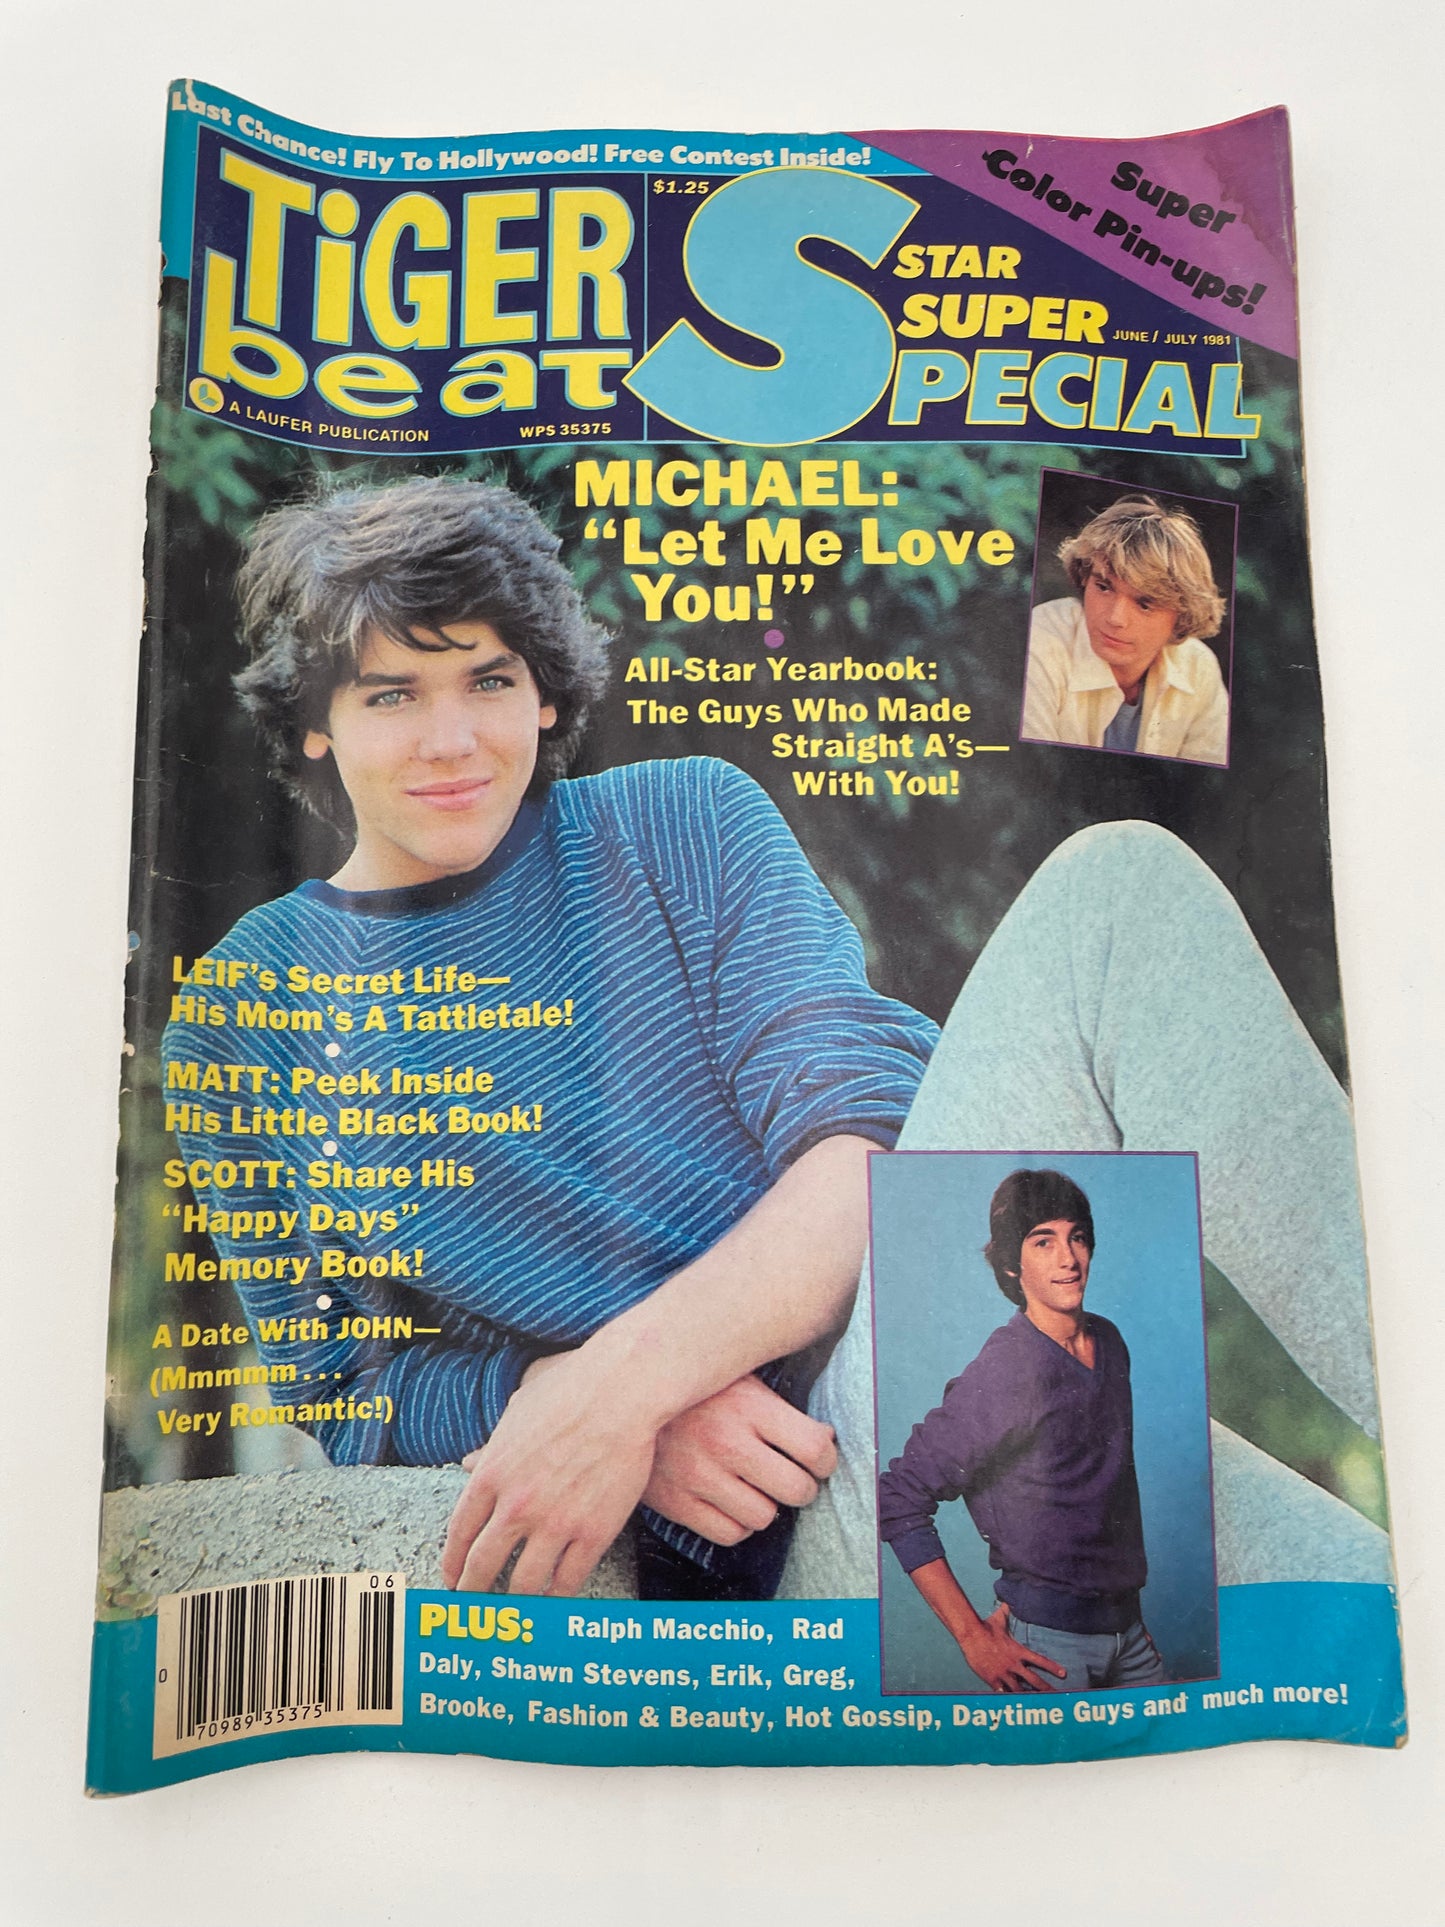 Last Chance! Fly To Hollywood! Free Contest Inside!
Super
Color Pin-ups!
TiGER
beat
$1.25
STAR
SUPER
SPECIAL
JUNE / JULY 1981
A LAUFER PUBLICATION
WPS 35375
MICHAEL:
“Let Me Love
You!”
All-Star Yearbook:
The Guys Who Made
Straight A’s—
With You!
LEIF’s Secret Life—
His Mom’s A Tattletale!
MATT: Peek Inside
His Little Black Book!
SCOTT: Share His
“Happy Days”
Memory Book!
A Date With JOHN—
(Mmmmm...
Very Romantic!)
06
0
70989 35375
PLUS: Ralph Macchio, Rad
Daly, Shawn Stevens, Erik, Greg,
Brooke, Fashion & Beauty, Hot Gossip, Daytime Guys and much more!